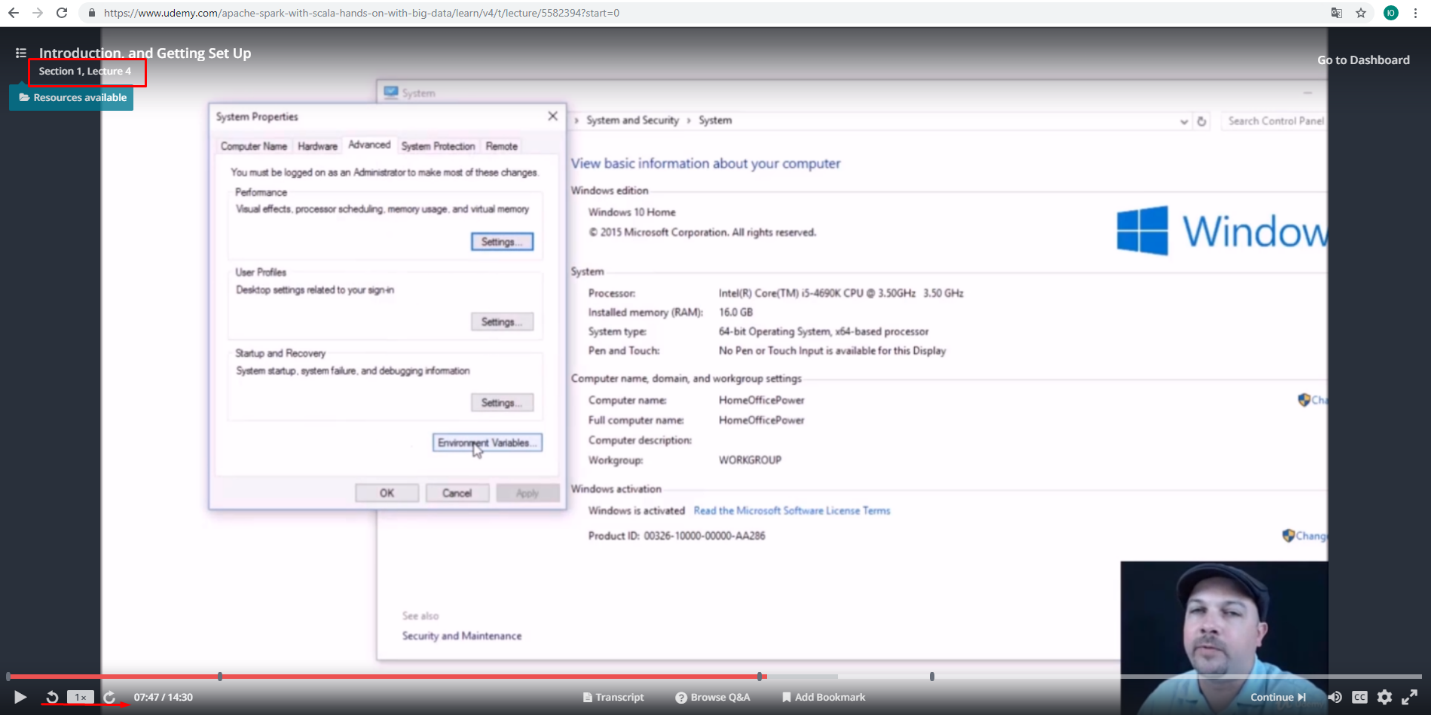 https://www.udemy.com/apache-spark-with-scala-hands-on-with-big-data/learn/v4/t/lecture/5582394?start=0
IO
Introduction, and Getting Set Up
Section 1, Lecture 4
Go to Dashboard
Resources available
System
System Properties
System and Security > System
Search Control Panel
Computer Name Hardware Advanced System Protection Remote
You must be logged on as an Administrator to make most of these changes.
Performance
Visual effects, processor scheduling, memory usage, and virtual memory
Settings...
User Profiles
Desktop settings related to your sign-in
Settings...
Startup and Recovery
System startup, system failure, and debugging information
Settings...
Environment Variables...
OK Cancel Apply
View basic information about your computer
Windows edition
Windows 10 Home
© 2015 Microsoft Corporation. All rights reserved.
Window
System
Processor: Intel(R) Core(TM) i5-4690K CPU @ 3.50GHz 3.50 GHz
Installed memory (RAM): 16.0 GB
System type: 64-bit Operating System, x64-based processor
Pen and Touch: No Pen or Touch Input is available for this Display
Computer name, domain, and workgroup settings
Computer name: HomeOfficePower
Cha
Full computer name: HomeOfficePower
Computer description:
Workgroup: WORKGROUP
Windows activation
Windows is activated Read the Microsoft Software License Terms
Product ID: 00326-10000-00000-AA286
Chang
See also
Security and Maintenance
1x
07:47 / 14:30
Transcript
Browse Q&A
Add Bookmark
Continue
CC